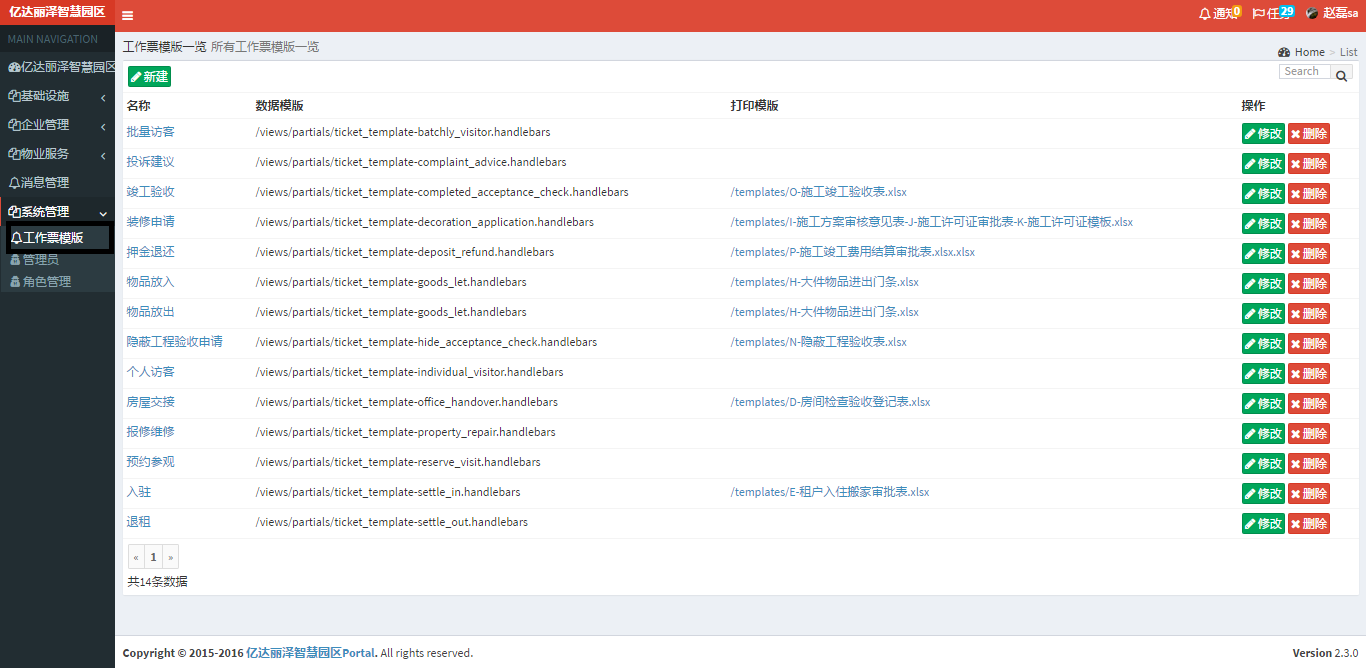 亿达丽泽智慧园区
通知 0 任务 29 赵磊sa
MAIN NAVIGATION
亿达丽泽智慧园区
基础设施
企业管理
物业服务
消息管理
系统管理
工作票模版
管理员
角色管理
工作票模版一览 所有工作票模版一览
Home > List
新建
Search
名称 数据模版 打印模版 操作
批量访客 /views/partials/ticket_template-batchly_visitor.handlebars 修改 删除
投诉建议 /views/partials/ticket_template-complaint_advice.handlebars 修改 删除
竣工验收 /views/partials/ticket_template-completed_acceptance_check.handlebars /templates/O-施工竣工验收表.xlsx 修改 删除
装修申请 /views/partials/ticket_template-decoration_application.handlebars /templates/I-施工方案审核意见表-J-施工许可证审批表-K-施工许可证模板.xlsx 修改 删除
押金退还 /views/partials/ticket_template-deposit_refund.handlebars /templates/P-施工竣工费用结算审批表.xlsx.xlsx 修改 删除
物品放入 /views/partials/ticket_template-goods_let.handlebars /templates/H-大件物品进出门条.xlsx 修改 删除
物品放出 /views/partials/ticket_template-goods_let.handlebars /templates/H-大件物品进出门条.xlsx 修改 删除
隐蔽工程验收申请 /views/partials/ticket_template-hide_acceptance_check.handlebars /templates/N-隐蔽工程验收表.xlsx 修改 删除
个人访客 /views/partials/ticket_template-individual_visitor.handlebars 修改 删除
房屋交接 /views/partials/ticket_template-office_handover.handlebars /templates/D-房间检查验收登记表.xlsx 修改 删除
报修维修 /views/partials/ticket_template-property_repair.handlebars 修改 删除
预约参观 /views/partials/ticket_template-reserve_visit.handlebars 修改 删除
入驻 /views/partials/ticket_template-settle_in.handlebars /templates/E-租户入住搬家审批表.xlsx 修改 删除
退租 /views/partials/ticket_template-settle_out.handlebars 修改 删除
« 1 »
共14条数据
Copyright © 2015-2016 亿达丽泽智慧园区Portal. All rights reserved.
Version 2.3.0